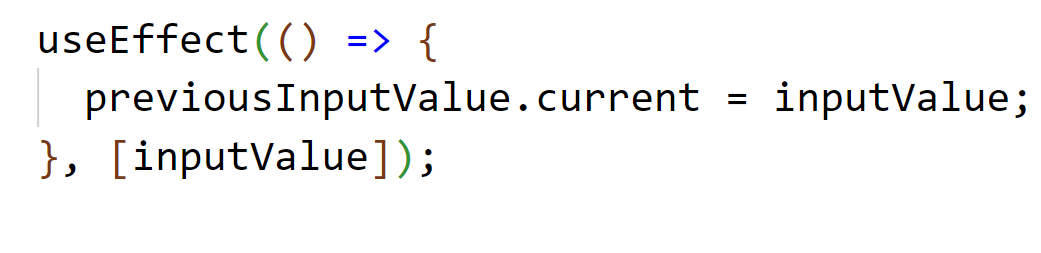 useEffect(() => {
previousInputValue.current = inputValue;
}, [inputValue]);